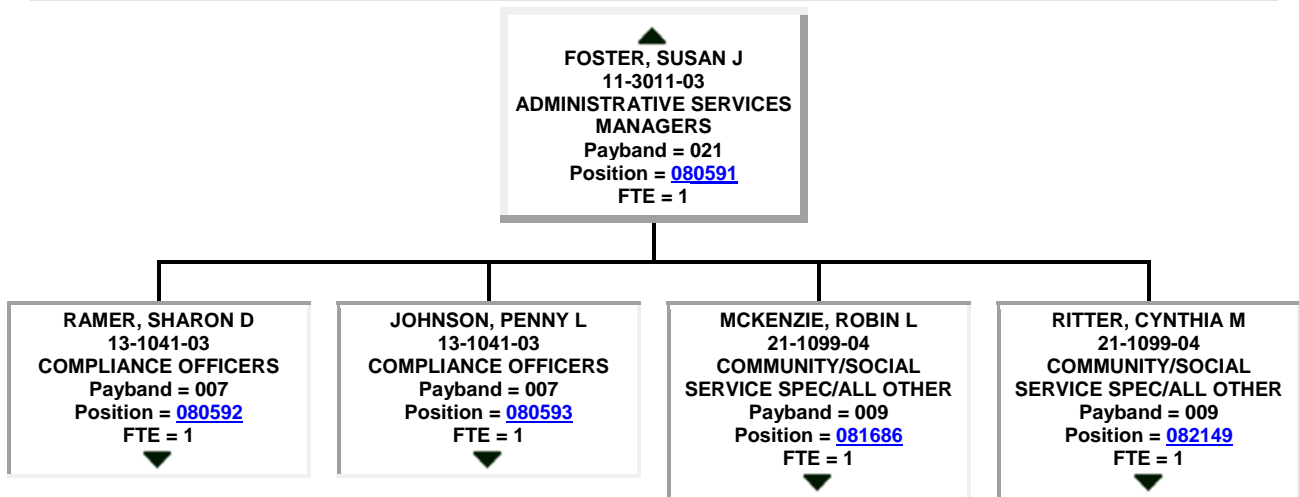 FOSTER, SUSAN J
11-3011-03
ADMINISTRATIVE SERVICES
MANAGERS
Payband = 021
Position = 080591
FTE = 1
RAMER, SHARON D
13-1041-03
COMPLIANCE OFFICERS
Payband = 007
Position = 080592
FTE = 1
JOHNSON, PENNY L
13-1041-03
COMPLIANCE OFFICERS
Payband = 007
Position = 080593
FTE = 1
MCKENZIE, ROBIN L
21-1099-04
COMMUNITY/SOCIAL
SERVICE SPEC/ALL OTHER
Payband = 009
Position = 081686
FTE = 1
RITTER, CYNTHIA M
21-1099-04
COMMUNITY/SOCIAL
SERVICE SPEC/ALL OTHER
Payband = 009
Position = 082149
FTE = 1